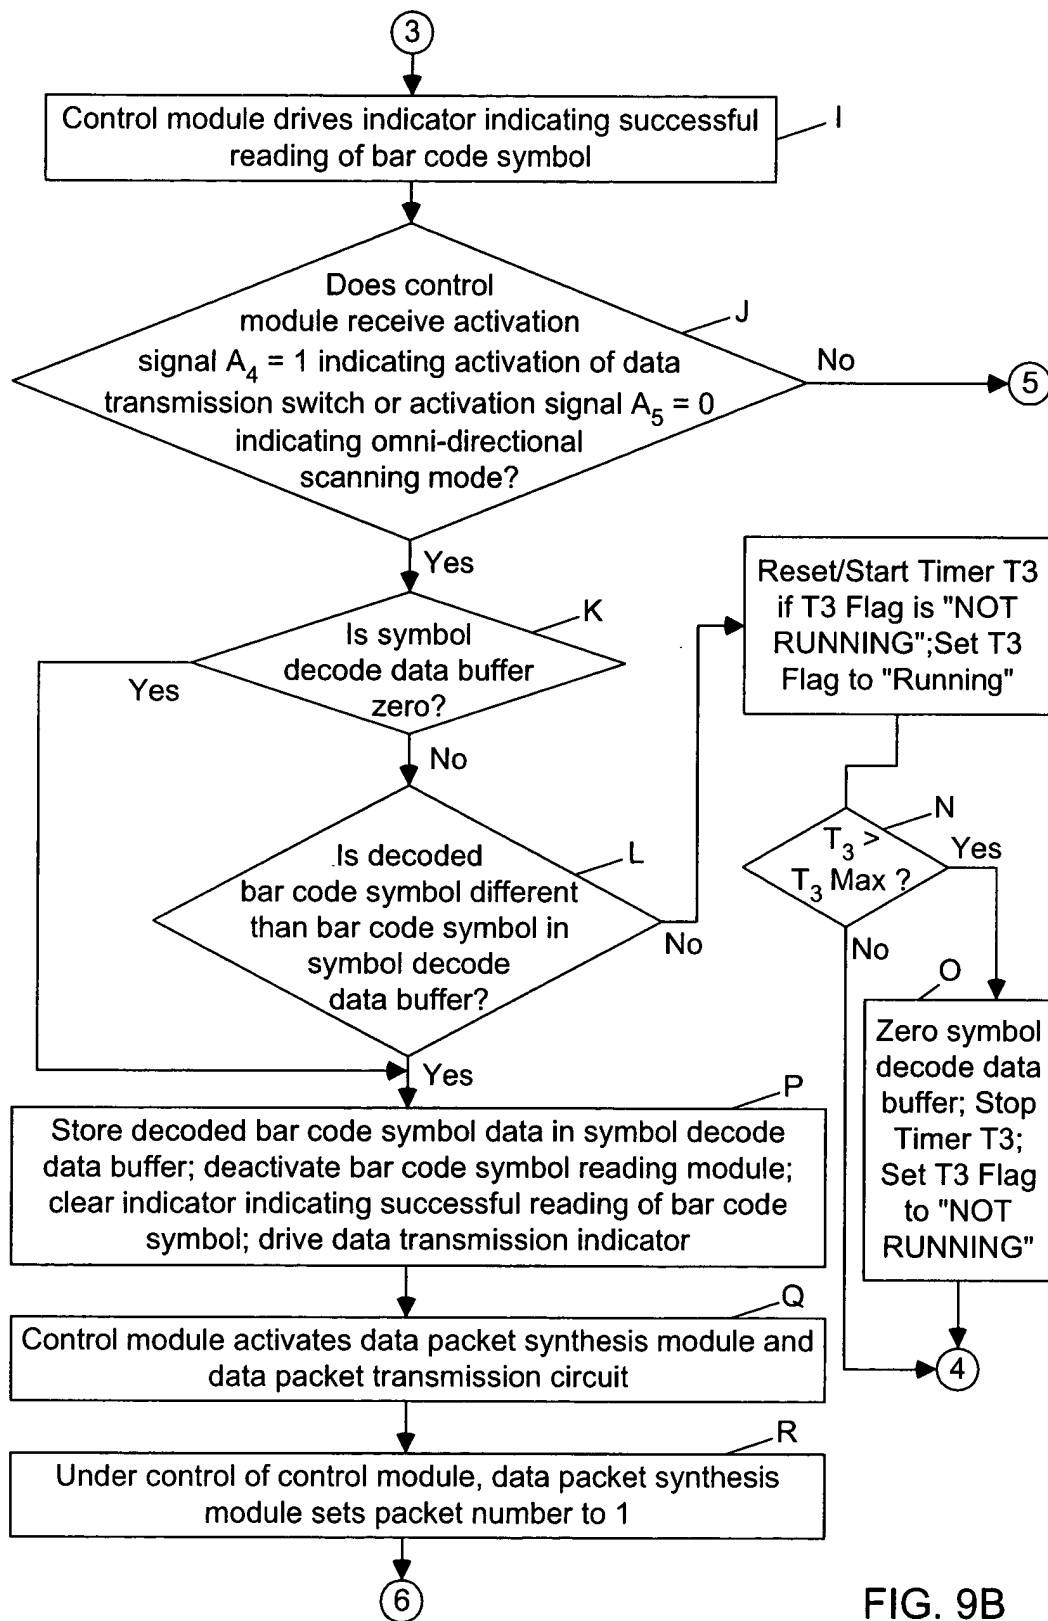 3
Control module drives indicator indicating successful
reading of bar code symbol
I
Does control
module receive activation
signal A4 = 1 indicating activation of data
transmission switch or activation signal A5 = 0
indicating omni-directional
scanning mode?
J
No
5
Yes
Is symbol
decode data buffer
zero?
K
Yes
No
Reset/Start Timer T3
if T3 Flag is "NOT
RUNNING";Set T3
Flag to "Running"
Is decoded
bar code symbol different
than bar code symbol in
symbol decode
data buffer?
L
No
Yes
T3 >
T3 Max ?
N
Yes
No
O
Zero symbol
decode data
buffer; Stop
Timer T3;
Set T3 Flag
to "NOT
RUNNING"
4
P
Store decoded bar code symbol data in symbol decode
data buffer; deactivate bar code symbol reading module;
clear indicator indicating successful reading of bar code
symbol; drive data transmission indicator
Q
Control module activates data packet synthesis module and
data packet transmission circuit
R
Under control of control module, data packet synthesis
module sets packet number to 1
6
FIG. 9B